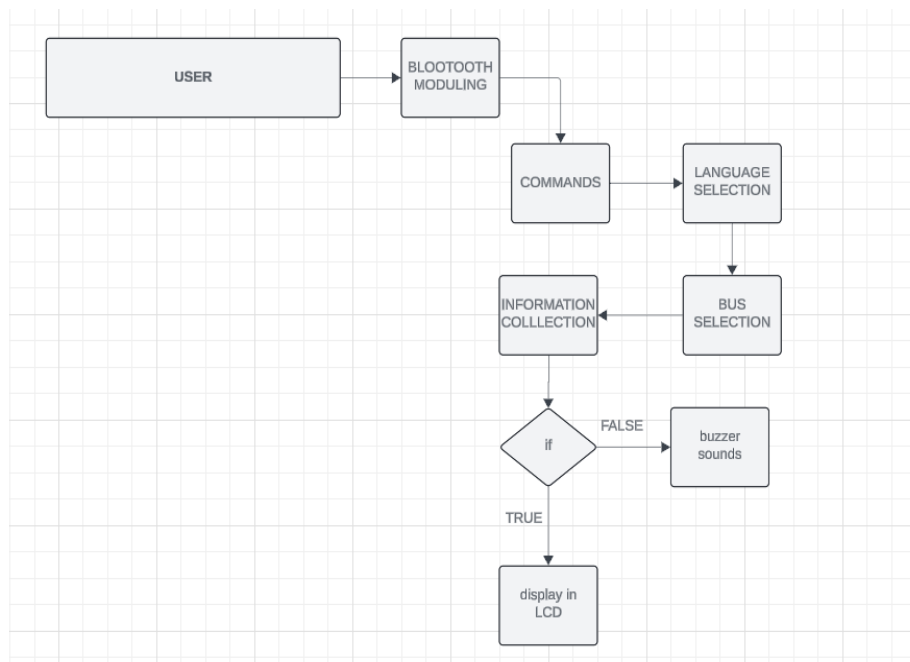 USER
BLOOTOOTH
MODULING
COMMANDS
LANGUAGE
SELECTION
INFORMATION
COLLLECTION
BUS
SELECTION
if
FALSE
buzzer
sounds
TRUE
display in
LCD